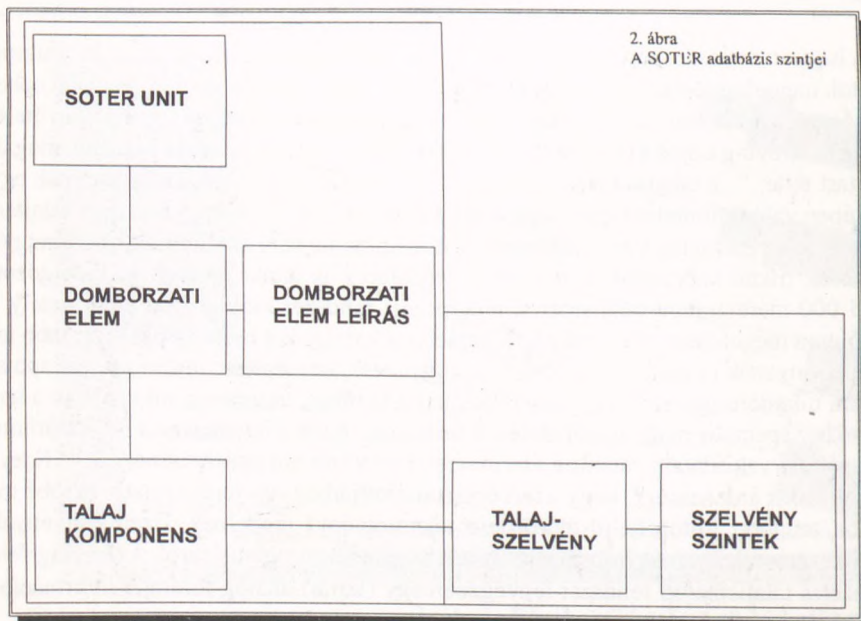 2. ábra
A SOTER adatbázis szintjei
SOTER UNIT
DOMBORZATI
ELEM
DOMBORZATI
ELEM LEÍRÁS
TALAJ
KOMPONENS
TALAJ-
SZELVÉNY
SZELVÉNY
SZINTEK